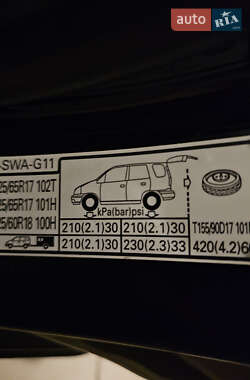 auto RIA
-SWA-G11
25/65R17 102T
25/65R17 101H
25/60R18 100H
kPa(bar)psi
210(2.1)30 210(2.1)30
210(2.1)30 230(2.3)33
T155/90D17 101
420(4.2)6